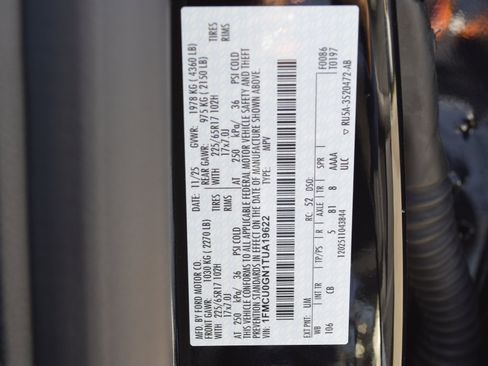 MFD. BY FORD MOTOR CO.
11/25 GVWR: 1978 KG ( 4360 LB)
FRONT GAWR: 1030 KG ( 2270 LB) REAR GAWR: 975 KG ( 2150 LB)
WITH 225/65R17 102H TIRES WITH 225/65R17 102H TIRES
17x7.0J RIMS 17x7.0J RIMS
AT 250 kPa/ 36 PSI COLD AT 250 kPa/ 36 PSI COLD
THIS VEHICLE CONFORMS TO ALL APPLICABLE FEDERAL MOTOR VEHICLE SAFETY AND THEFT
PREVENTION STANDARDS IN EFFECT ON THE DATE OF MANUFACTURE SHOWN ABOVE.
VIN: 1FMCU0GN1TUA19622
TYPE: MPV
F0086
T0197
EXT PNT: UM RC: 52 DSO:
WB INT TR TP/PS R AXLE TR SPR
106 CB 5 B1 8 AAAA
ULC
1202511043844 ▽ RU5A-3520472-AB